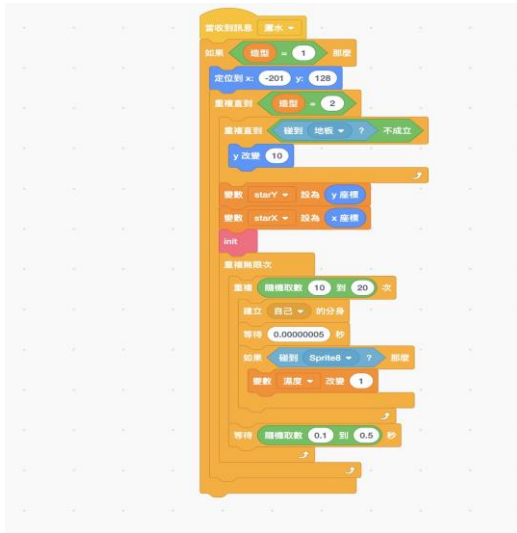 當收到訊息 灑水
如果 造型 = 1 那麼
定位到 x: -201 y: 128
重複直到 造型 = 2
重複直到 碰到 地板 ? 不成立
y 改變 10
變數 starY 設為 y 座標
變數 starX 設為 x 座標
init
重複無限次
重複 隨機取數 10 到 20 次
建立 自己 的分身
等待 0.00000005 秒
如果 碰到 Sprite8 ? 那麼
變數 濕度 改變 1
等待 隨機取數 0.1 到 0.5 秒